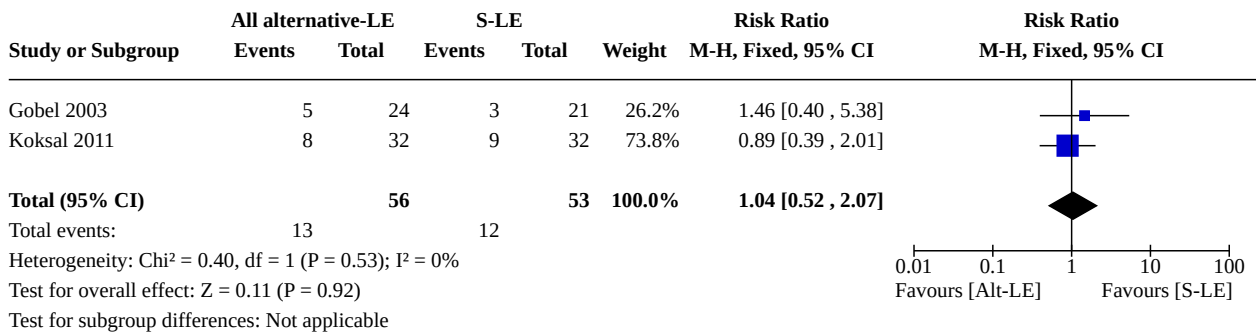 All alternative-LE S-LE Risk Ratio Risk Ratio
Study or Subgroup Events Total Events Total Weight M-H, Fixed, 95% CI M-H, Fixed, 95% CI
Gobel 2003 5 24 3 21 26.2% 1.46 [0.40 , 5.38]
Koksal 2011 8 32 9 32 73.8% 0.89 [0.39 , 2.01]
Total (95% CI) 56 53 100.0% 1.04 [0.52 , 2.07]
Total events: 13 12
Heterogeneity: Chi² = 0.40, df = 1 (P = 0.53); I² = 0%
0.01 0.1 1 10 100
Test for overall effect: Z = 0.11 (P = 0.92) Favours [Alt-LE] Favours [S-LE]
Test for subgroup differences: Not applicable